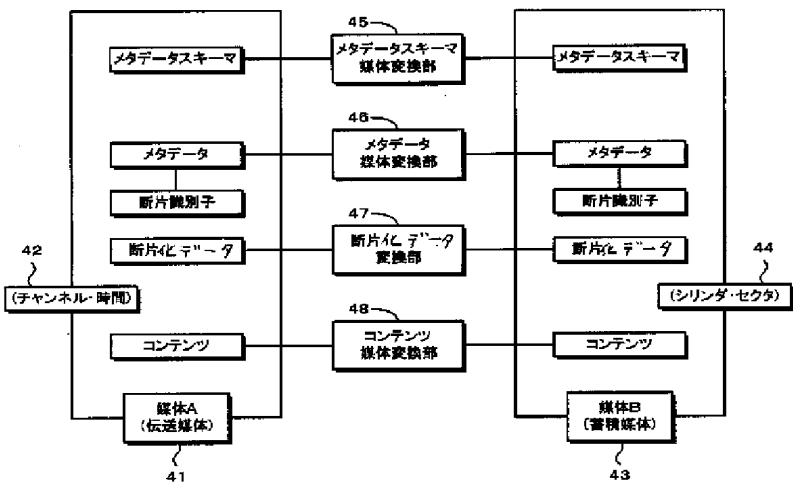 45
メタデータスキーマ
メタデータスキーマ
媒体変換部
メタデータスキーマ
46
メタデータ
メタデータ
媒体変換部
メタデータ
断片識別子
断片識別子
47
断片化データ
断片化データ
変換部
断片化データ
42
(チャンネル・時間)
44
(シリンダ・セクタ)
48
コンテンツ
コンテンツ
媒体変換部
コンテンツ
媒体A
(伝送媒体)
41
媒体B
(蓄積媒体)
43